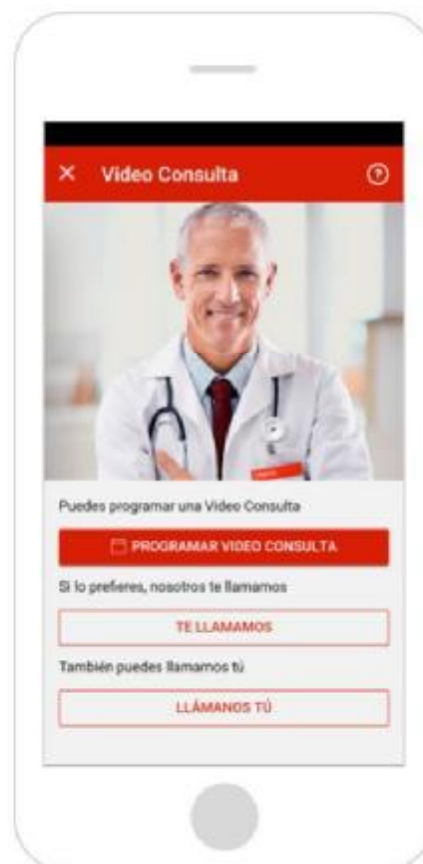 Video Consulta
Puedes programar una Video Consulta
PROGRAMAR VIDEO CONSULTA
Si lo prefieres, nosotros te llamamos
TE LLAMAMOS
También puedes llamarnos tú
LLÁMANOS TÚ